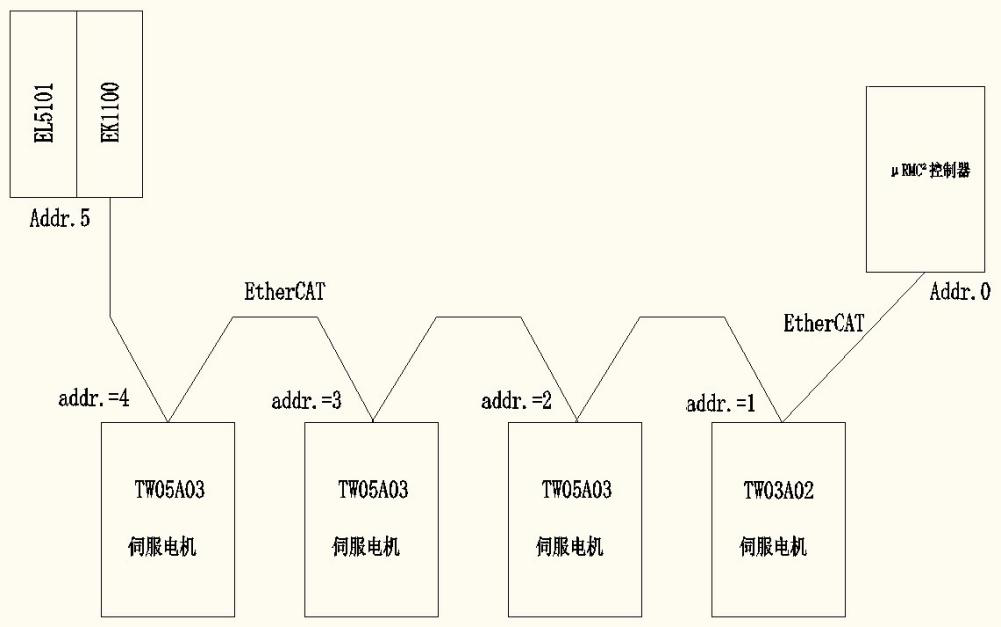 EL5101
EK1100
μRMC²控制器
Addr.5
EtherCAT
Addr.0
EtherCAT
addr.=4
addr.=3
addr.=2
addr.=1
TW05A03
伺服电机
TW05A03
伺服电机
TW05A03
伺服电机
TW03A02
伺服电机